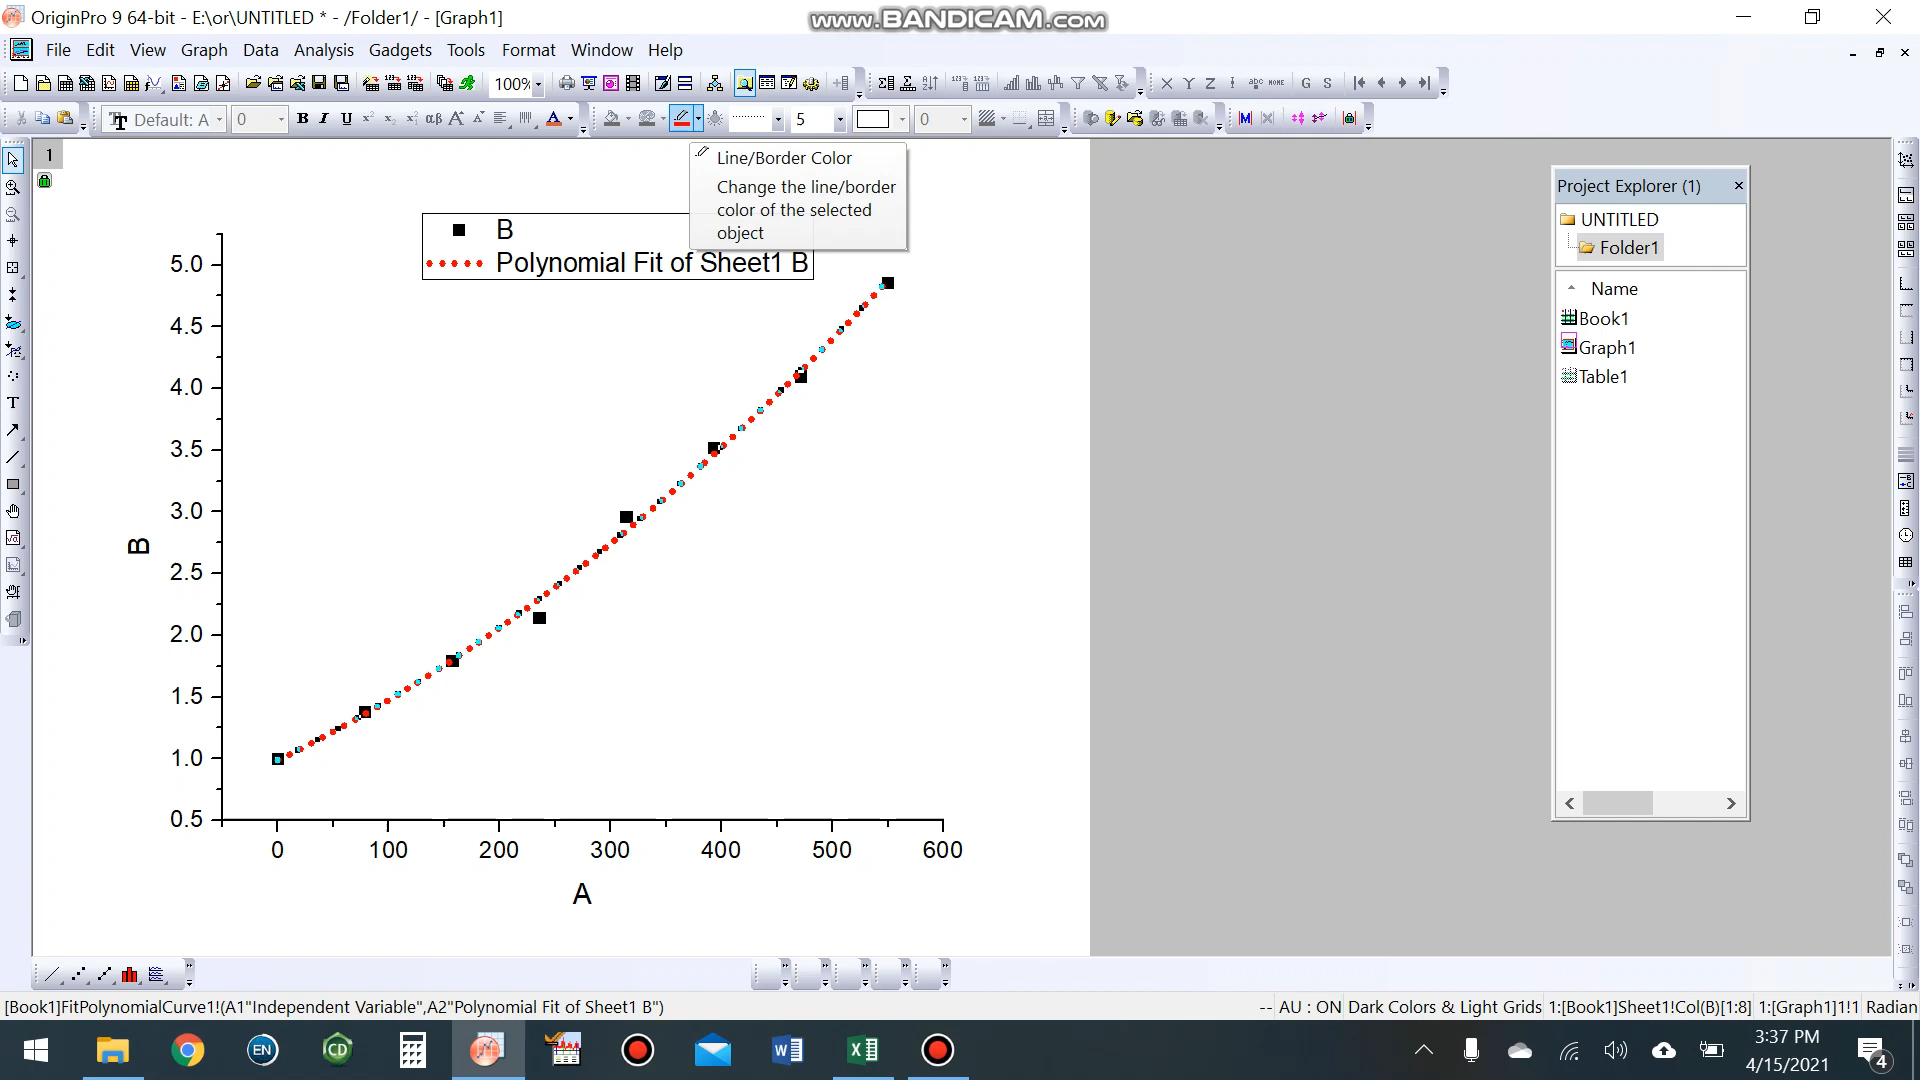 OriginPro 9 64-bit - E:\or\UNTITLED * - /Folder1/ - [Graph1]
www.BANDICAM.com
File Edit View Graph Data Analysis Gadgets Tools Format Window Help
100%
X Y Z
G S
Default: A
0
B I U
αβ
5
0
1
Line/Border Color
Change the line/border
color of the selected
object
B
Polynomial Fit of Sheet1 B
5.0
4.5
4.0
3.5
3.0
2.5
2.0
1.5
1.0
0.5
B
0 100 200 300 400 500 600
A
Project Explorer (1)
UNTITLED
Folder1
Name
Book1
Graph1
Table1
[Book1]FitPolynomialCurve1!(A1"Independent Variable",A2"Polynomial Fit of Sheet1 B")
-- AU : ON Dark Colors & Light Grids 1:[Book1]Sheet1!Col(B)[1:8] 1:[Graph1]1!1 Radian
EN
CD
3:37 PM
4/15/2021
4